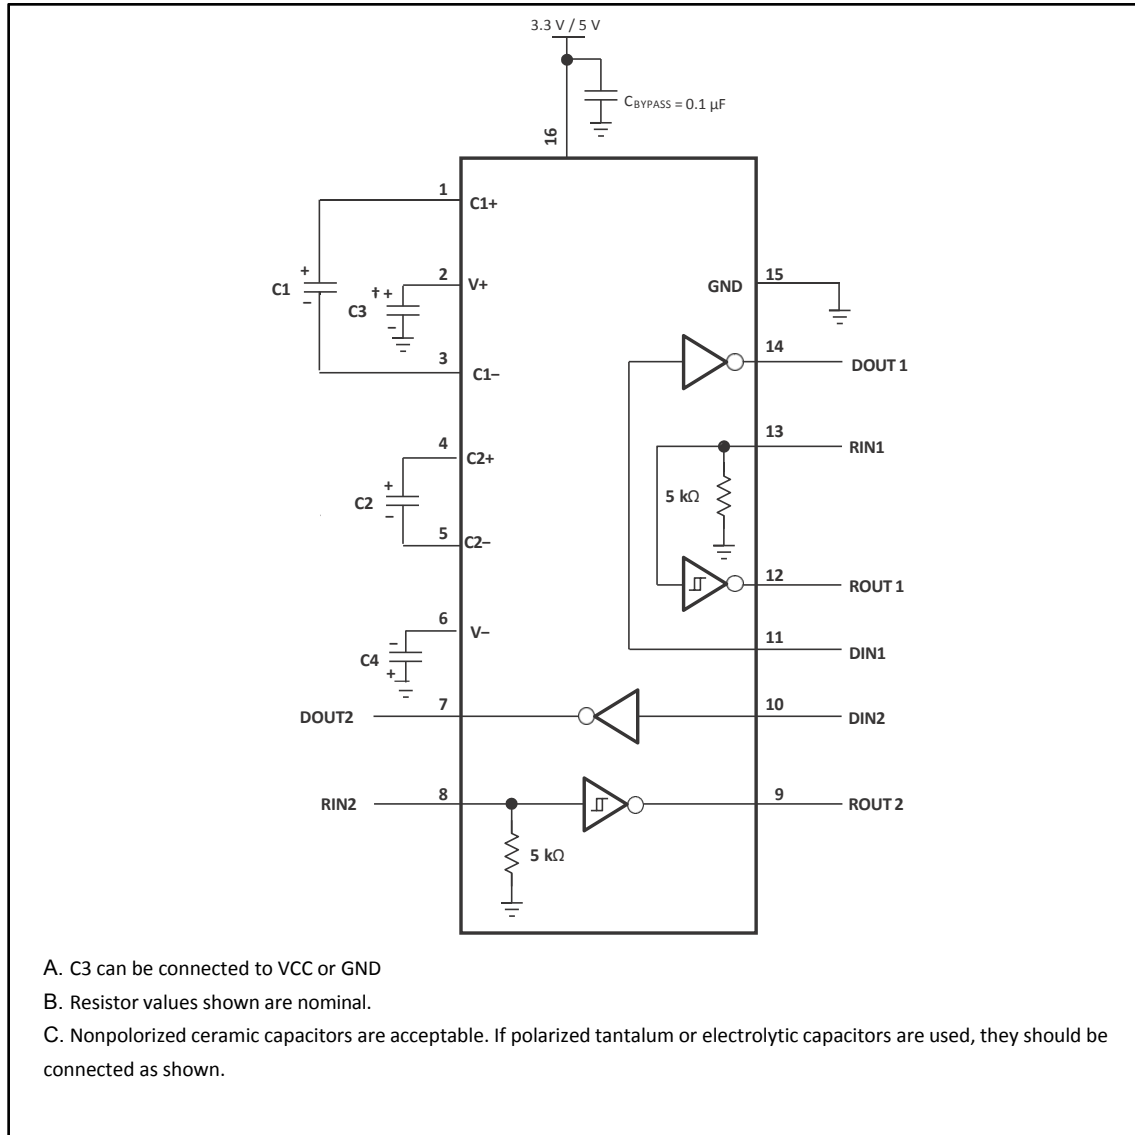 3.3 V / 5 V
CBYPASS = 0.1 µF
16
1
C1+
+
C1
−
2
V+
† +
C3
−
3
C1−
15
GND
14
DOUT 1
13
RIN1
5 kΩ
12
ROUT 1
11
DIN1
4
C2+
+
C2
−
5
C2−
6
V−
−
C4
+
7
DOUT2
10
DIN2
8
RIN2
9
ROUT 2
5 kΩ
A. C3 can be connected to VCC or GND
B. Resistor values shown are nominal.
C. Nonpolorized ceramic capacitors are acceptable. If polarized tantalum or electrolytic capacitors are used, they should be
connected as shown.